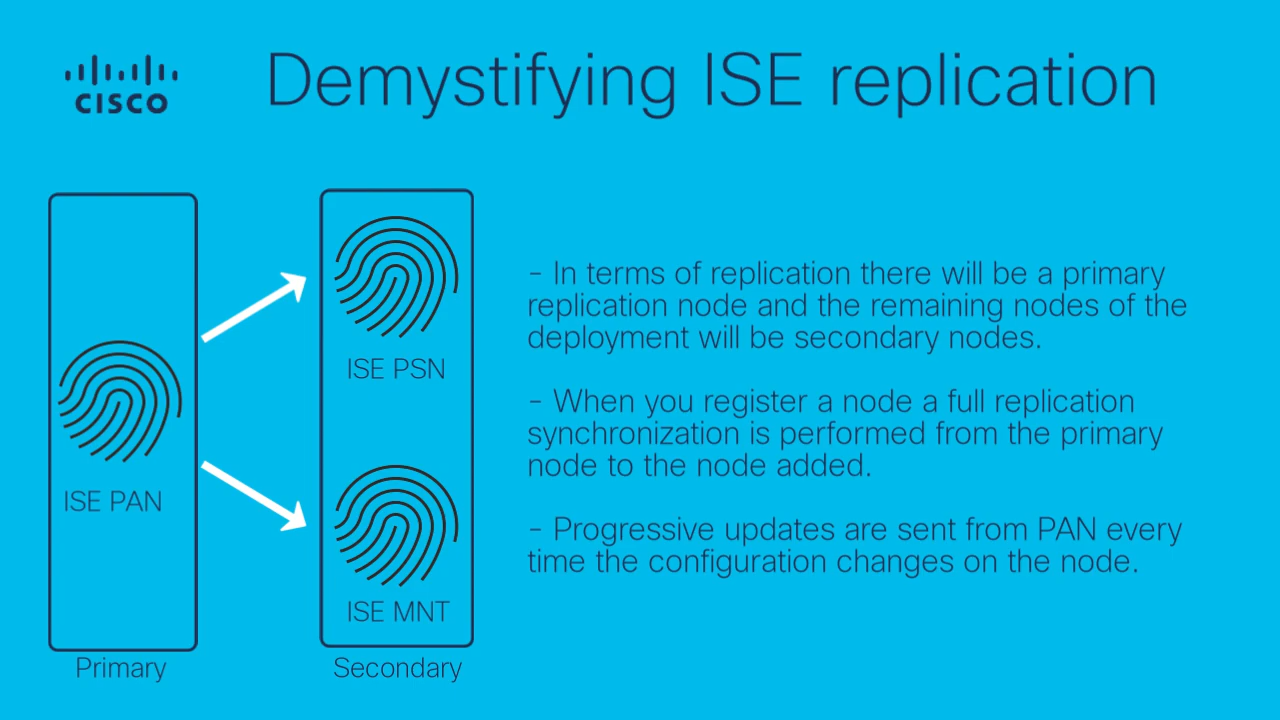 CISCO
Demystifying ISE replication
ISE PAN
Primary
ISE PSN
ISE MNT
Secondary
- In terms of replication there will be a primary
replication node and the remaining nodes of the
deployment will be secondary nodes.
- When you register a node a full replication
synchronization is performed from the primary
node to the node added.
- Progressive updates are sent from PAN every
time the configuration changes on the node.